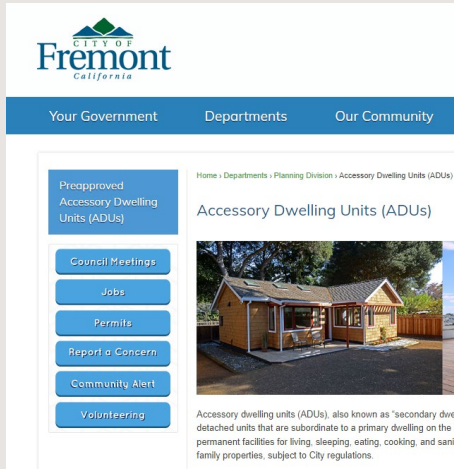 CITY OF
Fremont
California
Your Government
Departments
Our Community
Preapproved
Accessory Dwelling
Units (ADUs)
Council Meetings
Jobs
Permits
Report a Concern
Community Alert
Volunteering
Home › Departments › Planning Division › Accessory Dwelling Units (ADUs)
Accessory Dwelling Units (ADUs)
Accessory dwelling units (ADUs), also known as "secondary dwe
detached units that are subordinate to a primary dwelling on the
permanent facilities for living, sleeping, eating, cooking, and sani
family properties, subject to City regulations.